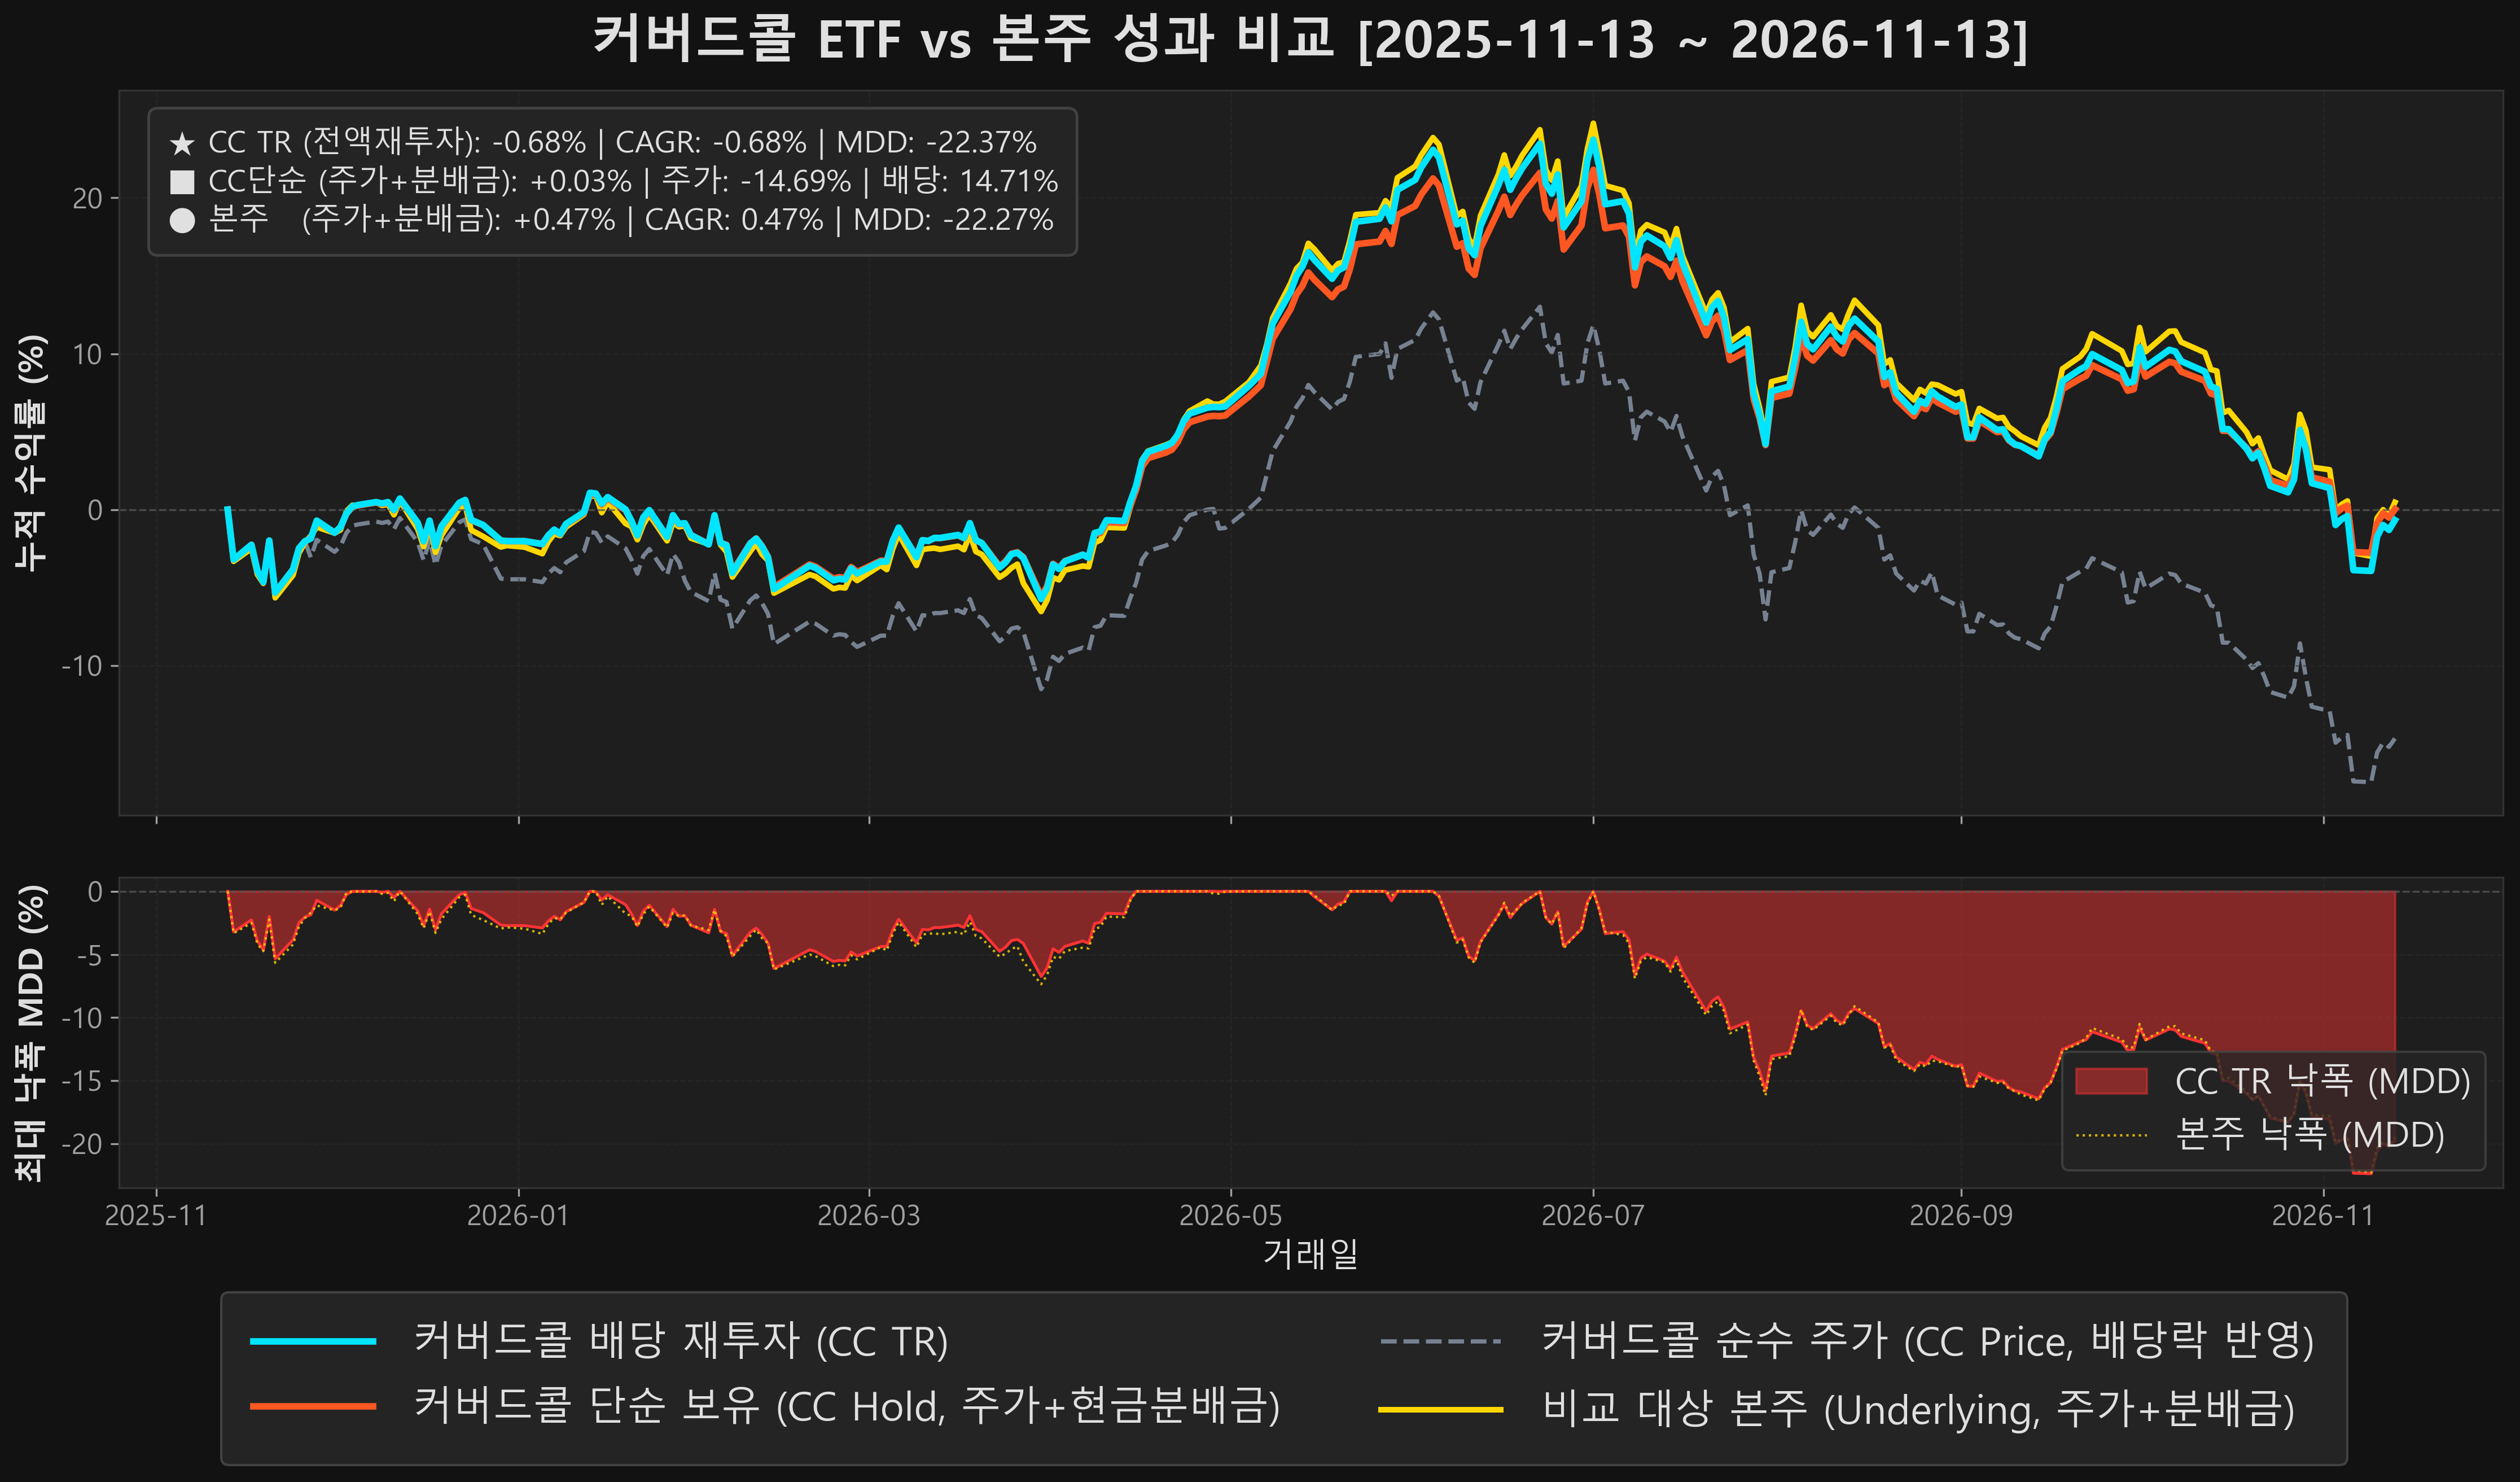 커버드콜 ETF vs 본주 성과 비교 [2025-11-13 ~ 2026-11-13]
★ CC TR (전액재투자): -0.68% | CAGR: -0.68% | MDD: -22.37%
■ CC단순 (주가+분배금): +0.03% | 주가: -14.69% | 배당: 14.71%
● 본주 (주가+분배금): +0.47% | CAGR: 0.47% | MDD: -22.27%
누적 수익률 (%)
20
10
0
-10
최대 낙폭 MDD (%)
0
-5
-10
-15
-20
CC TR 낙폭 (MDD)
본주 낙폭 (MDD)
2025-11 2026-01 2026-03 2026-05 2026-07 2026-09 2026-11
거래일
커버드콜 배당 재투자 (CC TR)
커버드콜 단순 보유 (CC Hold, 주가+현금분배금)
커버드콜 순수 주가 (CC Price, 배당락 반영)
비교 대상 본주 (Underlying, 주가+분배금)